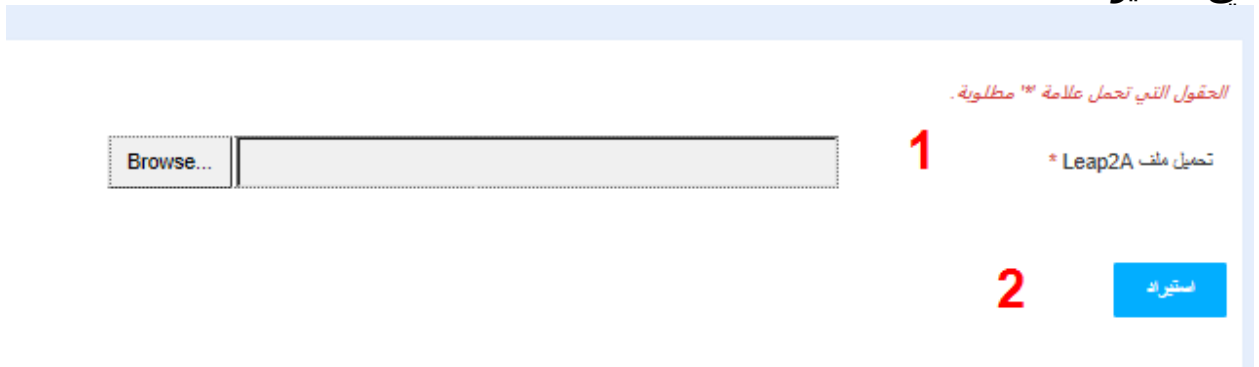 الحقول التي تحمل علامة '*' مطلوبة.
تحميل ملف Leap2A * 1 Browse...
استيراد 2